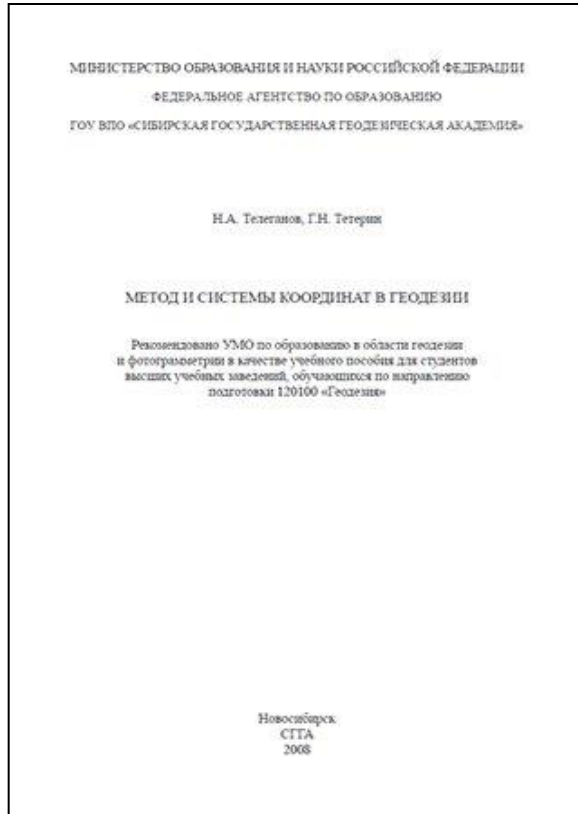 МИНИСТЕРСТВО ОБРАЗОВАНИЯ И НАУКИ РОССИЙСКОЙ ФЕДЕРАЦИИ
ФЕДЕРАЛЬНОЕ АГЕНТСТВО ПО ОБРАЗОВАНИЮ
ГОУ ВПО «СИБИРСКАЯ ГОСУДАРСТВЕННАЯ ГЕОДЕЗИЧЕСКАЯ АКАДЕМИЯ»
Н.А. Телеганов, Г.Н. Тетерин
МЕТОД И СИСТЕМЫ КООРДИНАТ В ГЕОДЕЗИИ
Рекомендовано УМО по образованию в области геодезии
и фотограмметрии в качестве учебного пособия для студентов
высших учебных заведений, обучающихся по направлению
подготовки 120100 «Геодезия»
Новосибирск
СГГА
2008